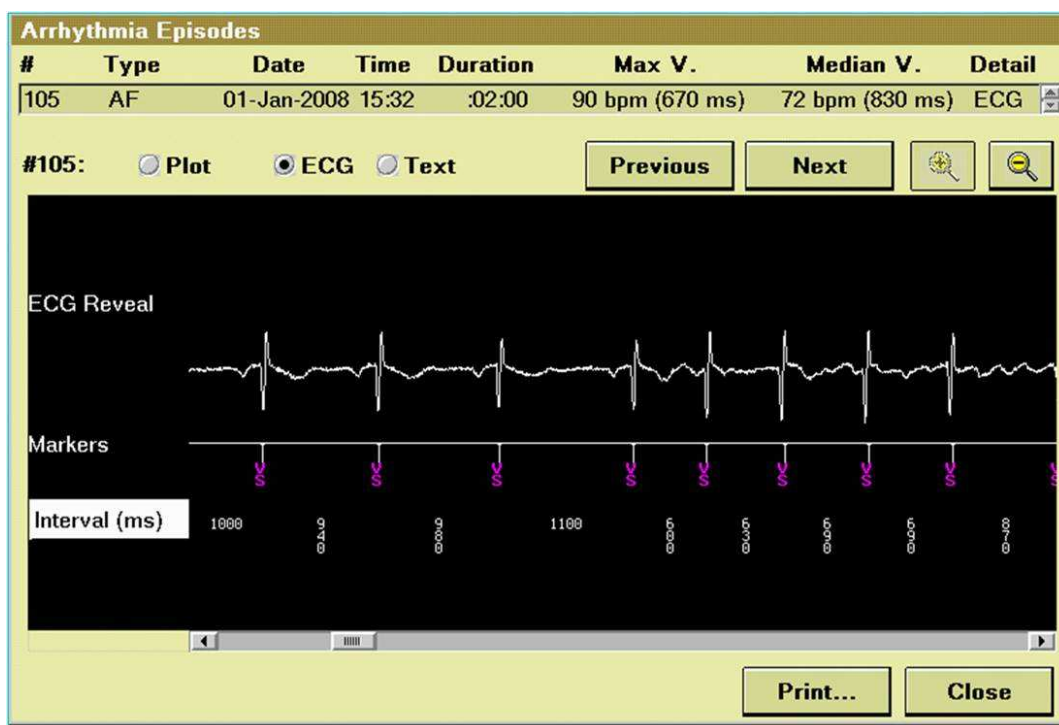 Arrhythmia Episodes
# Type Date Time Duration Max V. Median V. Detail
105 AF 01-Jan-2008 15:32 :02:00 90 bpm (670 ms) 72 bpm (830 ms) ECG
#105: Plot ECG Text Previous Next
ECG Reveal
Markers
VS VS VS VS VS VS VS VS VS
Interval (ms) 1000 940 980 1100 600 630 690 690 870
Print... Close